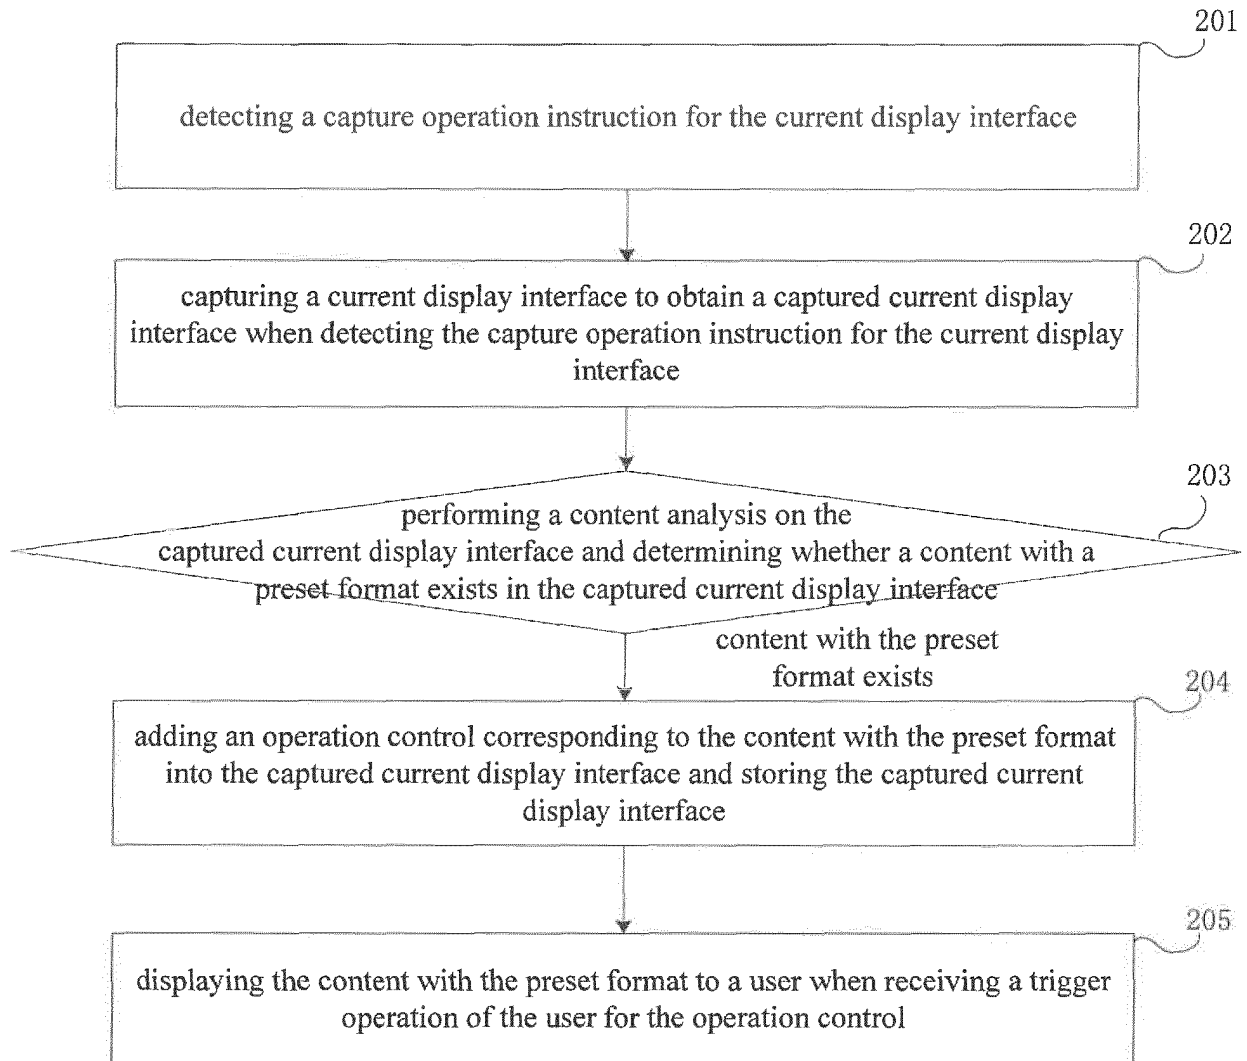 201
detecting a capture operation instruction for the current display interface
202
capturing a current display interface to obtain a captured current display
interface when detecting the capture operation instruction for the current display
interface
203
performing a content analysis on the
captured current display interface and determining whether a content with a
preset format exists in the captured current display interface
content with the preset
format exists
204
adding an operation control corresponding to the content with the preset format
into the captured current display interface and storing the captured current
display interface
205
displaying the content with the preset format to a user when receiving a trigger
operation of the user for the operation control